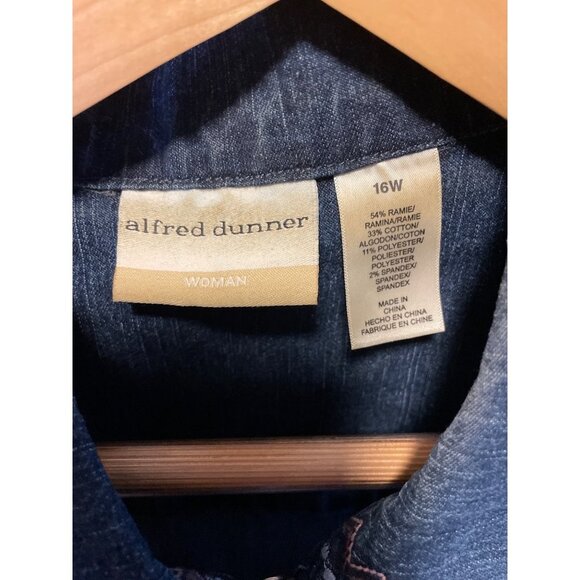 alfred dunner
WOMAN
16W
54% RAMIE/
RAMINA/RAMIE
33% COTTON/
ALGODON/COTON
11% POLYESTER/
POLIESTER/
POLYESTER
2% SPANDEX/
SPANDEX/
SPANDEX
MADE IN
CHINA
HECHO EN CHINA
FABRIQUE EN CHINE